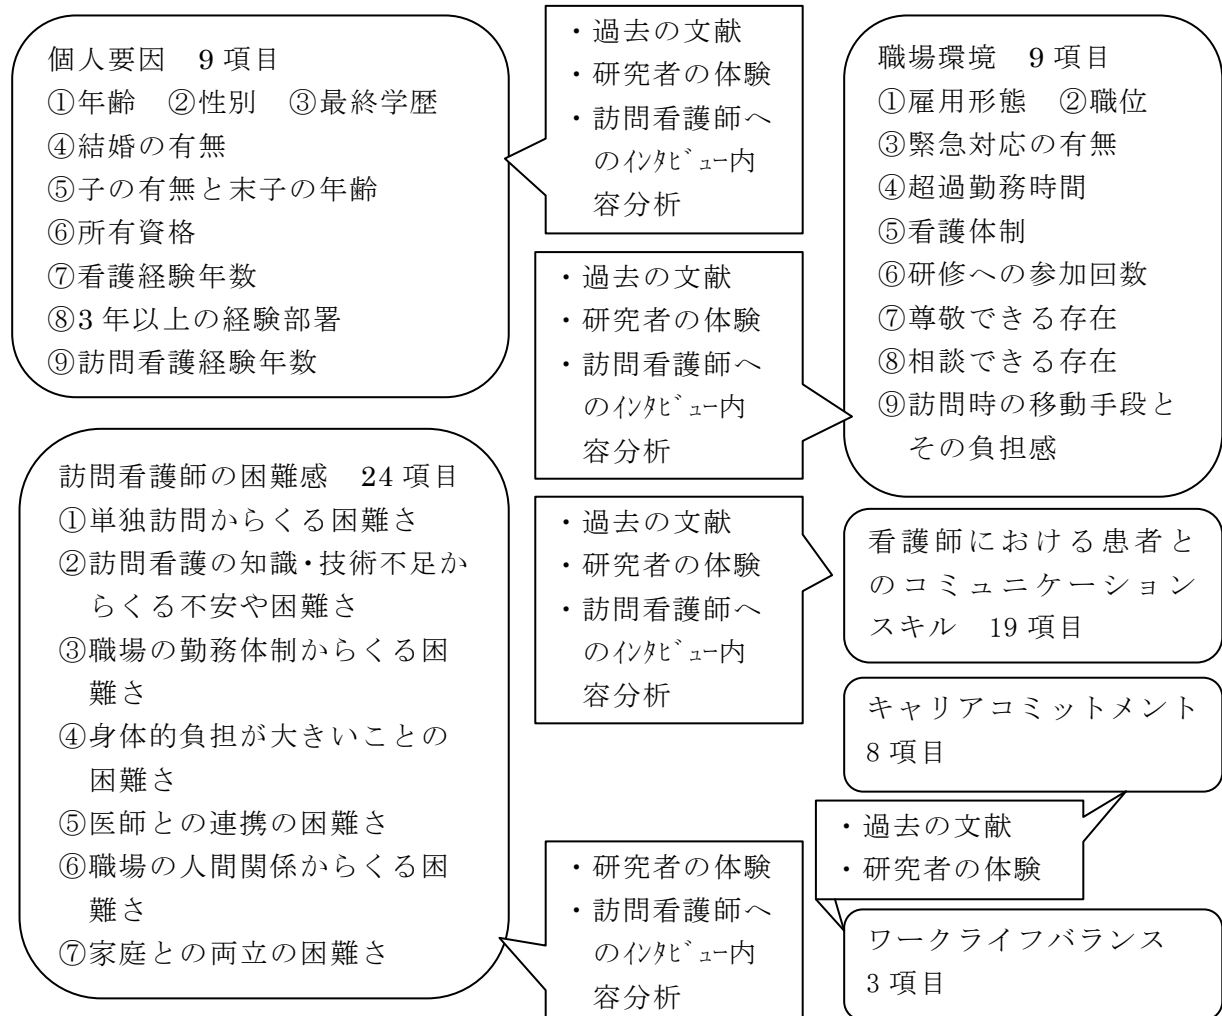 個人要因　9 項目
①年齢　②性別　③最終学歴
④結婚の有無
⑤子の有無と末子の年齢
⑥所有資格
⑦看護経験年数
⑧3 年以上の経験部署
⑨訪問看護経験年数
・過去の文献
・研究者の体験
・訪問看護師へ
のｲﾝﾀﾋﾞｭｰ内
容分析
職場環境　9 項目
①雇用形態　②職位
③緊急対応の有無
④超過勤務時間
⑤看護体制
⑥研修への参加回数
⑦尊敬できる存在
⑧相談できる存在
⑨訪問時の移動手段と
その負担感
・過去の文献
・研究者の体験
・訪問看護師へ
のｲﾝﾀﾋﾞｭｰ内
容分析
訪問看護師の困難感　24 項目
①単独訪問からくる困難さ
②訪問看護の知識・技術不足か
らくる不安や困難さ
③職場の勤務体制からくる困
難さ
④身体的負担が大きいことの
困難さ
⑤医師との連携の困難さ
⑥職場の人間関係からくる困
難さ
⑦家庭との両立の困難さ
・過去の文献
・研究者の体験
・訪問看護師へ
のｲﾝﾀﾋﾞｭｰ内
容分析
看護師における患者と
のコミュニケーション
スキル　19 項目
キャリアコミットメント
8 項目
・過去の文献
・研究者の体験
・研究者の体験
・訪問看護師へ
のｲﾝﾀﾋﾞｭｰ内
容分析
ワークライフバランス
3 項目